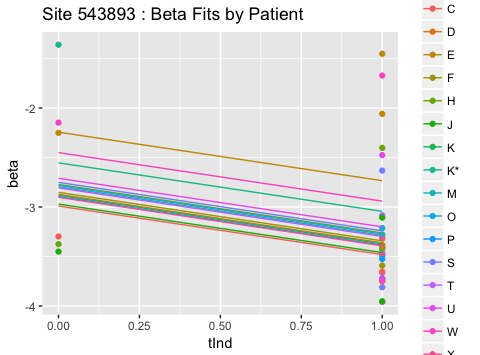 Site 543893 : Beta Fits by Patient
beta
-2
-3
-4
0.00 0.25 0.50 0.75 1.00
tInd
C
D
E
F
H
J
K
K*
M
O
P
S
T
U
W